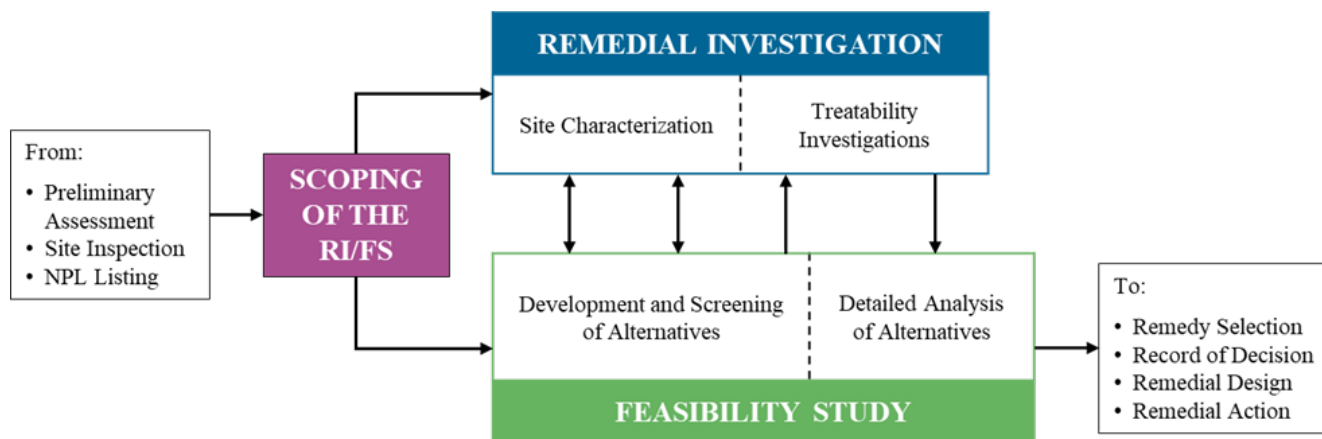 REMEDIAL INVESTIGATION
Site Characterization
Treatability
Investigations
From:
• Preliminary
Assessment
• Site Inspection
• NPL Listing
SCOPING
OF THE
RI/FS
Development and Screening
of Alternatives
Detailed Analysis
of Alternatives
FEASIBILITY STUDY
To:
• Remedy Selection
• Record of Decision
• Remedial Design
• Remedial Action